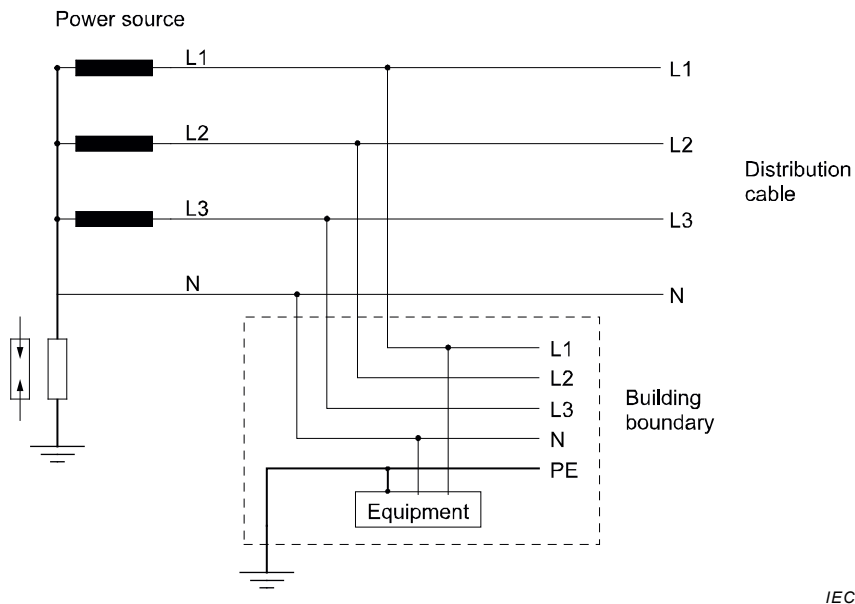 Power source
L1
L1
L2
L2
Distribution
cable
L3
L3
N
N
L1
L2
Building
boundary
L3
N
PE
Equipment
IEC